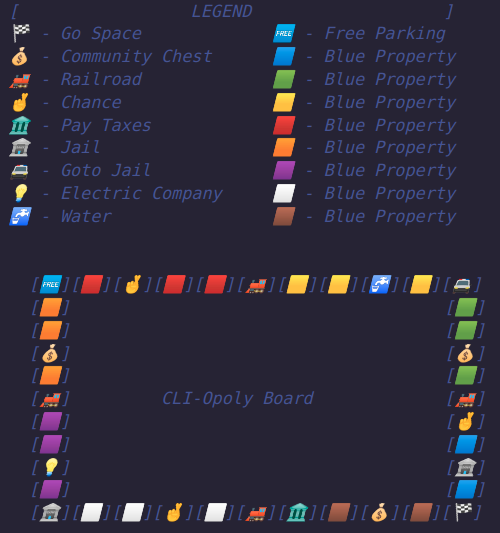 [ LEGEND ]
🏁 - Go Space 🆓 - Free Parking
💰 - Community Chest 🟦 - Blue Property
🚂 - Railroad 🟩 - Blue Property
🤞 - Chance 🟨 - Blue Property
🏛 - Pay Taxes 🟥 - Blue Property
🏚 - Jail 🟧 - Blue Property
🚔 - Goto Jail 🟪 - Blue Property
💡 - Electric Company ⬜ - Blue Property
🚰 - Water 🟫 - Blue Property
[🆓][🟥][🤞][🟥][🟥][🚂][🟨][🟨][🚰][🟨][🚔]
[🟧] [🟩]
[🟧] [🟩]
[💰] [💰]
[🟧] [🟩]
[🚂] CLI-Opoly Board [🚂]
[🟪] [🤞]
[🟪] [🟦]
[💡] [🏚]
[🟪] [🟦]
[🏚][⬜][⬜][🤞][⬜][🚂][🏛][🟫][💰][🟫][🏁]